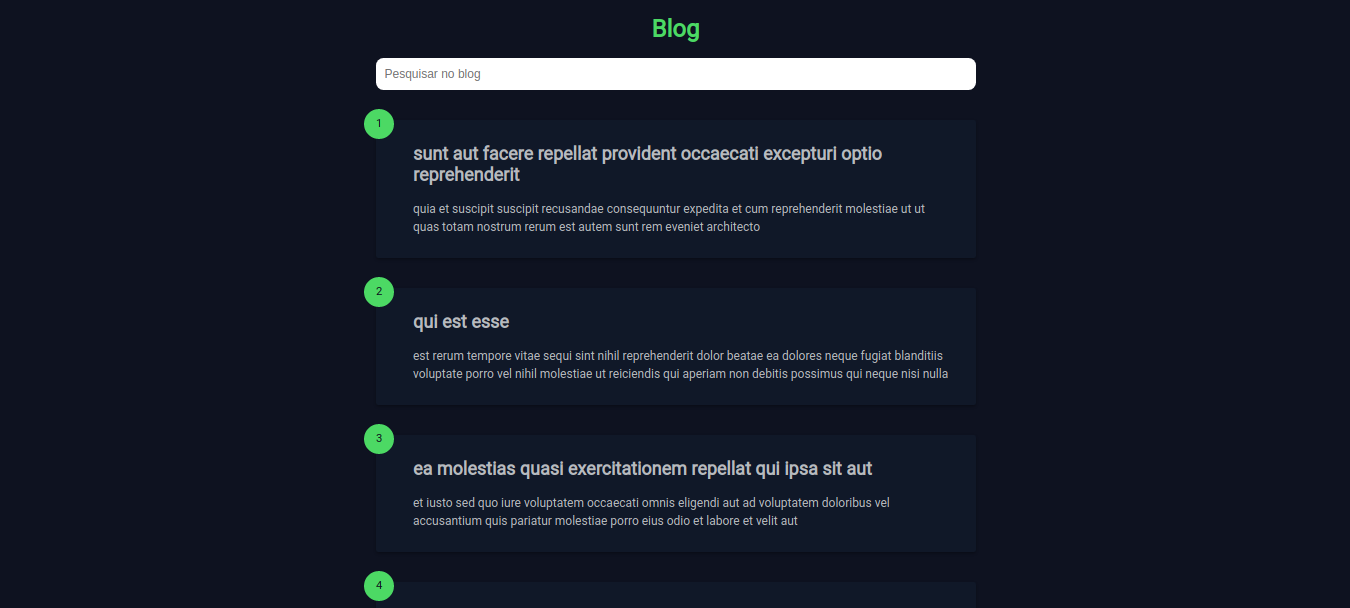 Blog
Pesquisar no blog
1
sunt aut facere repellat provident occaecati excepturi optio
reprehenderit
quia et suscipit suscipit recusandae consequuntur expedita et cum reprehenderit molestiae ut ut
quas totam nostrum rerum est autem sunt rem eveniet architecto
2
qui est esse
est rerum tempore vitae sequi sint nihil reprehenderit dolor beatae ea dolores neque fugiat blanditiis
voluptate porro vel nihil molestiae ut reiciendis qui aperiam non debitis possimus qui neque nisi nulla
3
ea molestias quasi exercitationem repellat qui ipsa sit aut
et iusto sed quo iure voluptatem occaecati omnis eligendi aut ad voluptatem doloribus vel
accusantium quis pariatur molestiae porro eius odio et labore et velit aut
4